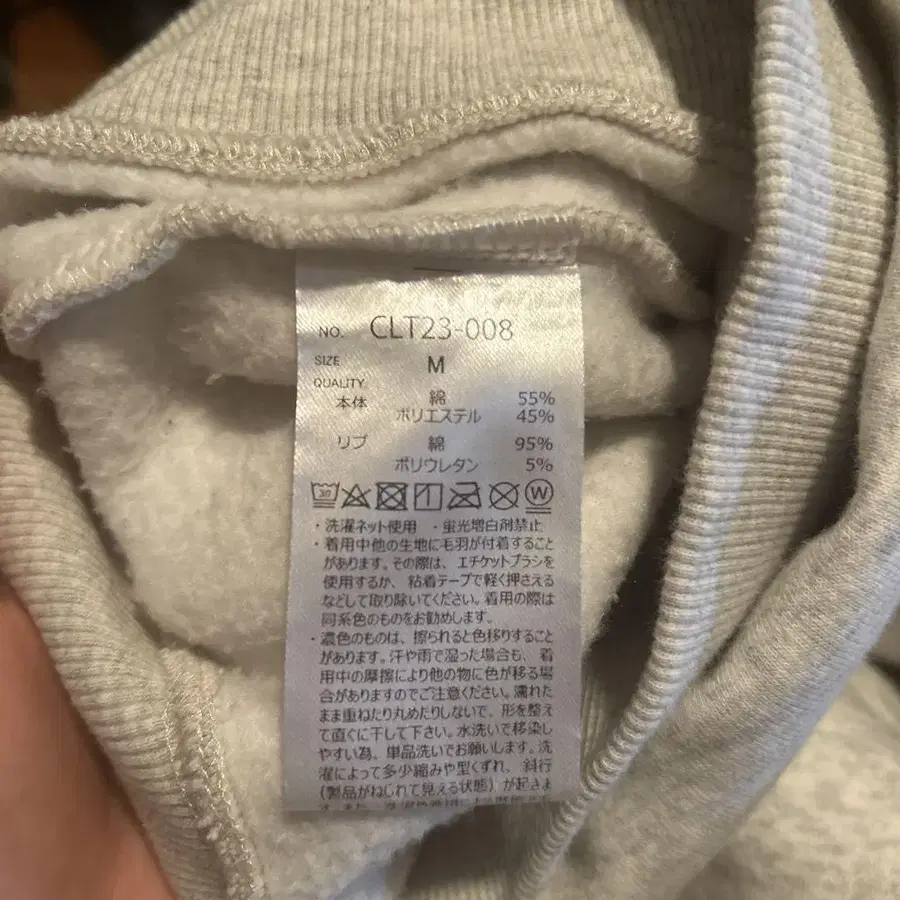 NO. CLT23-008
SIZE M
QUALITY
本体 綿 55%
ポリエステル 45%
リブ 綿 95%
ポリウレタン 5%
30 W
・洗濯ネット使用 ・蛍光増白剤禁止
・着用中他の生地に毛羽が付着すること
があります。その際は、エチケットブラシを
使用するか、粘着テープで軽く押さえる
などして取り除いてください。着用の際は
同系色のものをお勧めします。
・濃色のものは、擦られると色移りすること
があります。汗や雨で湿った場合も、着
用中の摩擦により他の物に色が移る場
合がありますのでご注意ください。濡れた
まま重ねたり丸めたりしないで、形を整え
て直ぐに干して下さい。水洗いで移染し
やすい為、単品洗いでお願いします。洗
濯によって多少縮みや型くずれ、斜行
(製品がねじれて見える状態)が起きま